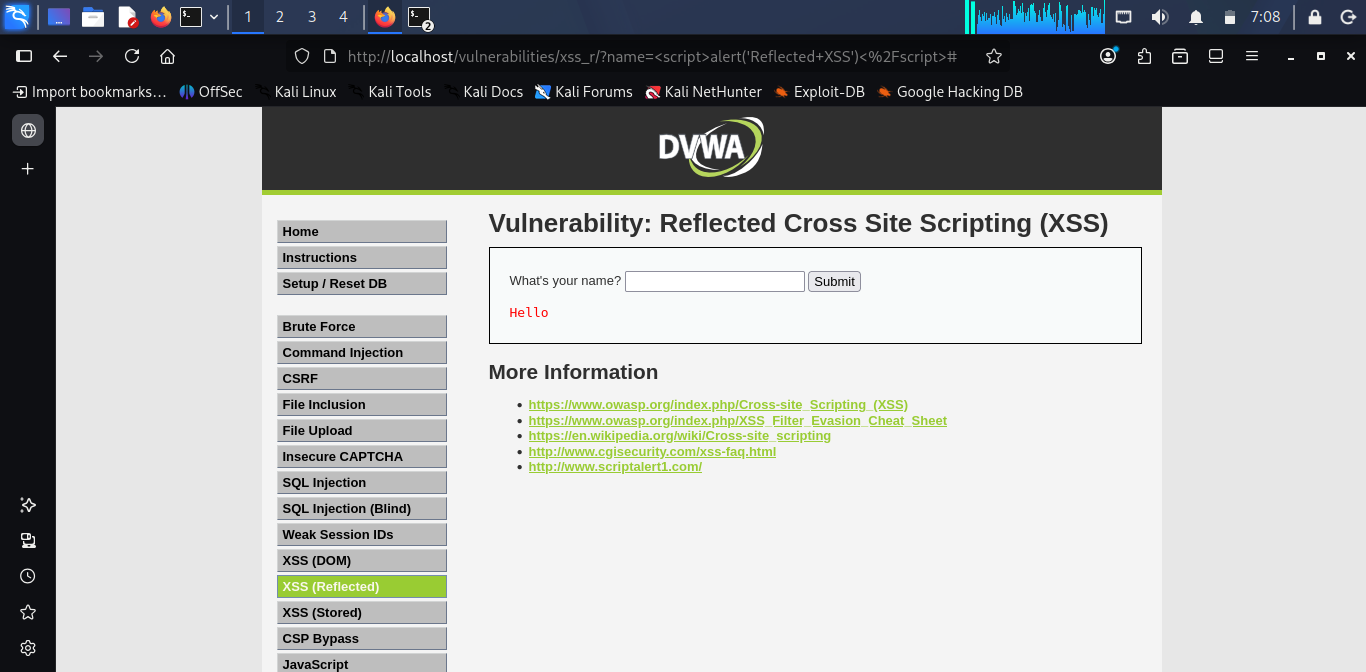 1 2 3 4 2 7:08
http://localhost/vulnerabilities/xss_r/?name=<script>alert('Reflected+XSS')<%2Fscript>#
Import bookmarks… OffSec Kali Linux Kali Tools Kali Docs Kali Forums Kali NetHunter Exploit-DB Google Hacking DB
DVWA
Home
Instructions
Setup / Reset DB
Brute Force
Command Injection
CSRF
File Inclusion
File Upload
Insecure CAPTCHA
SQL Injection
SQL Injection (Blind)
Weak Session IDs
XSS (DOM)
XSS (Reflected)
XSS (Stored)
CSP Bypass
JavaScript
Vulnerability: Reflected Cross Site Scripting (XSS)
What's your name? Submit
Hello
More Information
• https://www.owasp.org/index.php/Cross-site_Scripting_(XSS)
• https://www.owasp.org/index.php/XSS_Filter_Evasion_Cheat_Sheet
• https://en.wikipedia.org/wiki/Cross-site_scripting
• http://www.cgisecurity.com/xss-faq.html
• http://www.scriptalert1.com/